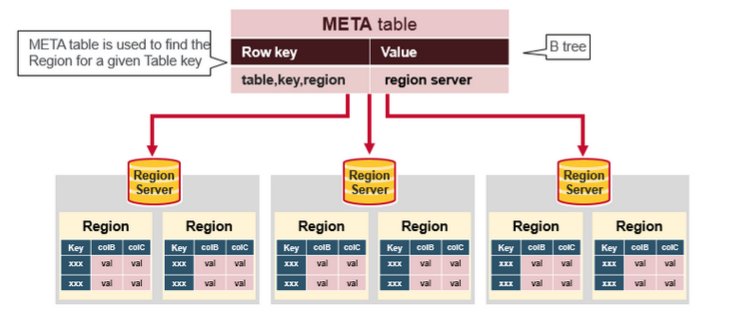 META table
META table is used to find the
Region for a given Table key
Row key Value
B tree
table,key,region region server
Region
Server
Region
Server
Region
Server
Region Region Region Region Region Region
Key colB colC Key colB colC Key colB colC Key colB colC Key colB colC Key colB colC
xxx val val xxx val val xxx val val xxx val val xxx val val xxx val val
xxx val val xxx val val xxx val val xxx val val xxx val val xxx val val